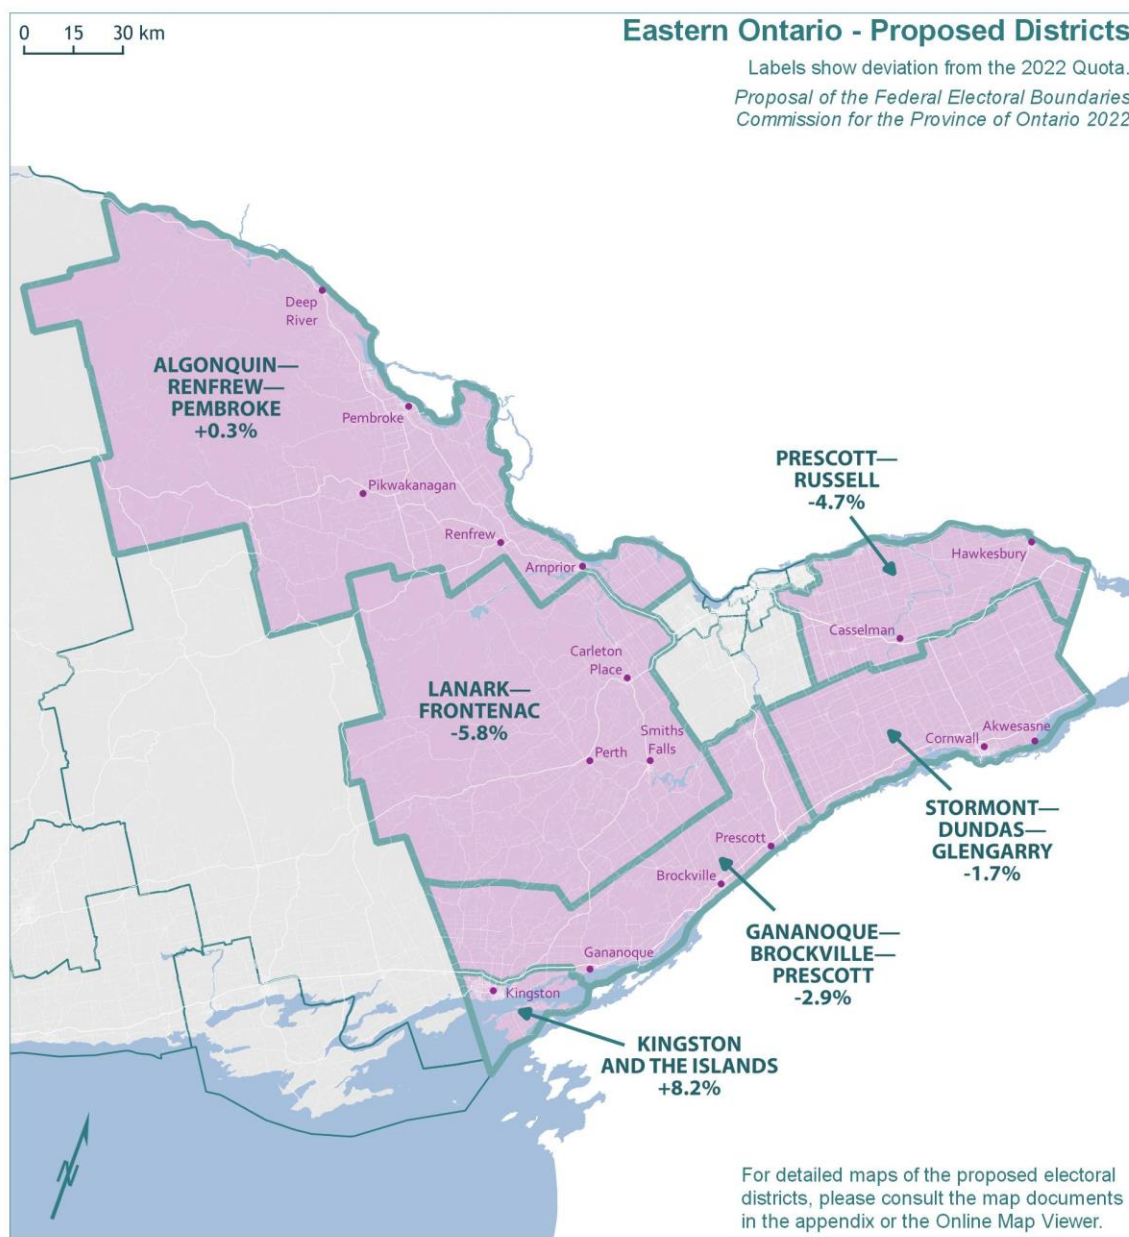 0 15 30 km
Eastern Ontario - Proposed Districts
Labels show deviation from the 2022 Quota.
Proposal of the Federal Electoral Boundaries
Commission for the Province of Ontario 2022
Deep
River
ALGONQUIN—
RENFREW—
PEMBROKE
+0.3%
Pembroke
Pikwakanagan
Renfrew
Arnprior
PRESCOTT—
RUSSELL
-4.7%
Hawkesbury
Casselman
Carleton
Place
LANARK—
FRONTENAC
-5.8%
Smiths
Falls
Perth
Akwesasne
Cornwall
STORMONT—
DUNDAS—
GLENGARRY
-1.7%
Prescott
Brockville
GANANOQUE—
BROCKVILLE—
PRESCOTT
-2.9%
Gananoque
Kingston
KINGSTON
AND THE ISLANDS
+8.2%
N
For detailed maps of the proposed electoral
districts, please consult the map documents
in the appendix or the Online Map Viewer.